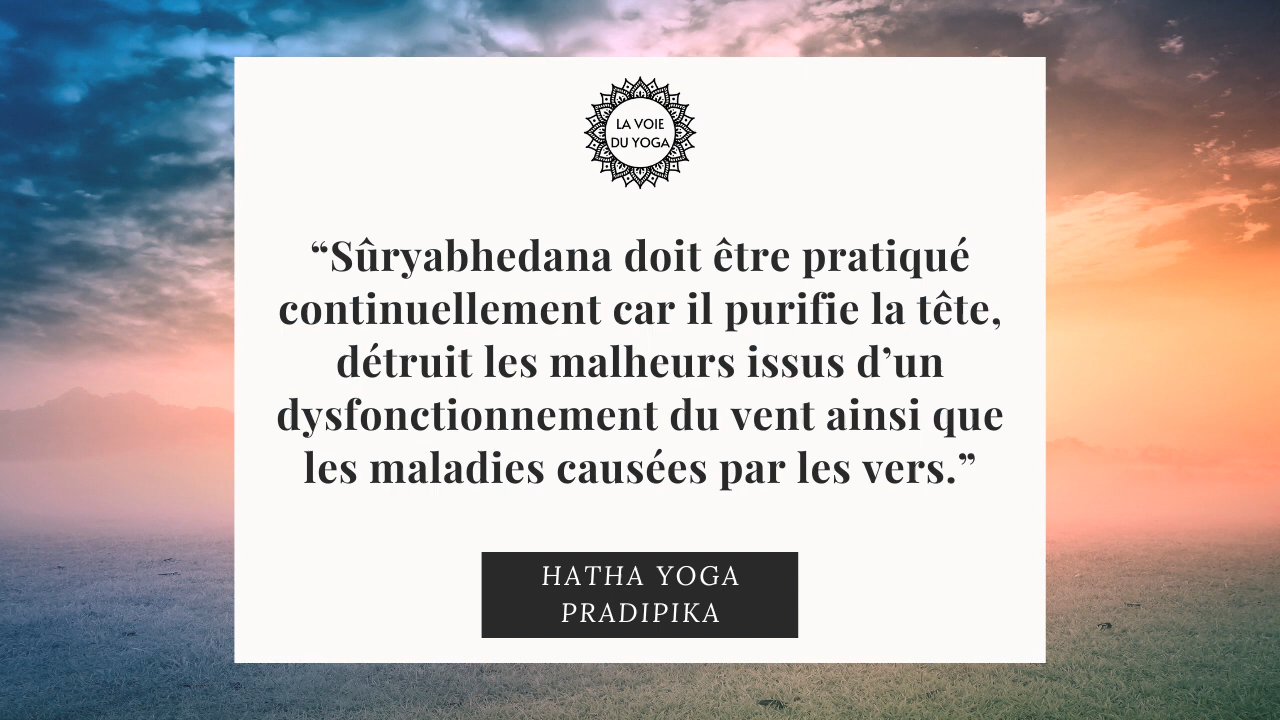 LA VOIE
DU YOGA
“Sûryabhedana doit être pratiqué
continuellement car il purifie la tête,
détruit les malheurs issus d’un
dysfonctionnement du vent ainsi que
les maladies causées par les vers.”
HATHA YOGA
PRADIPIKA